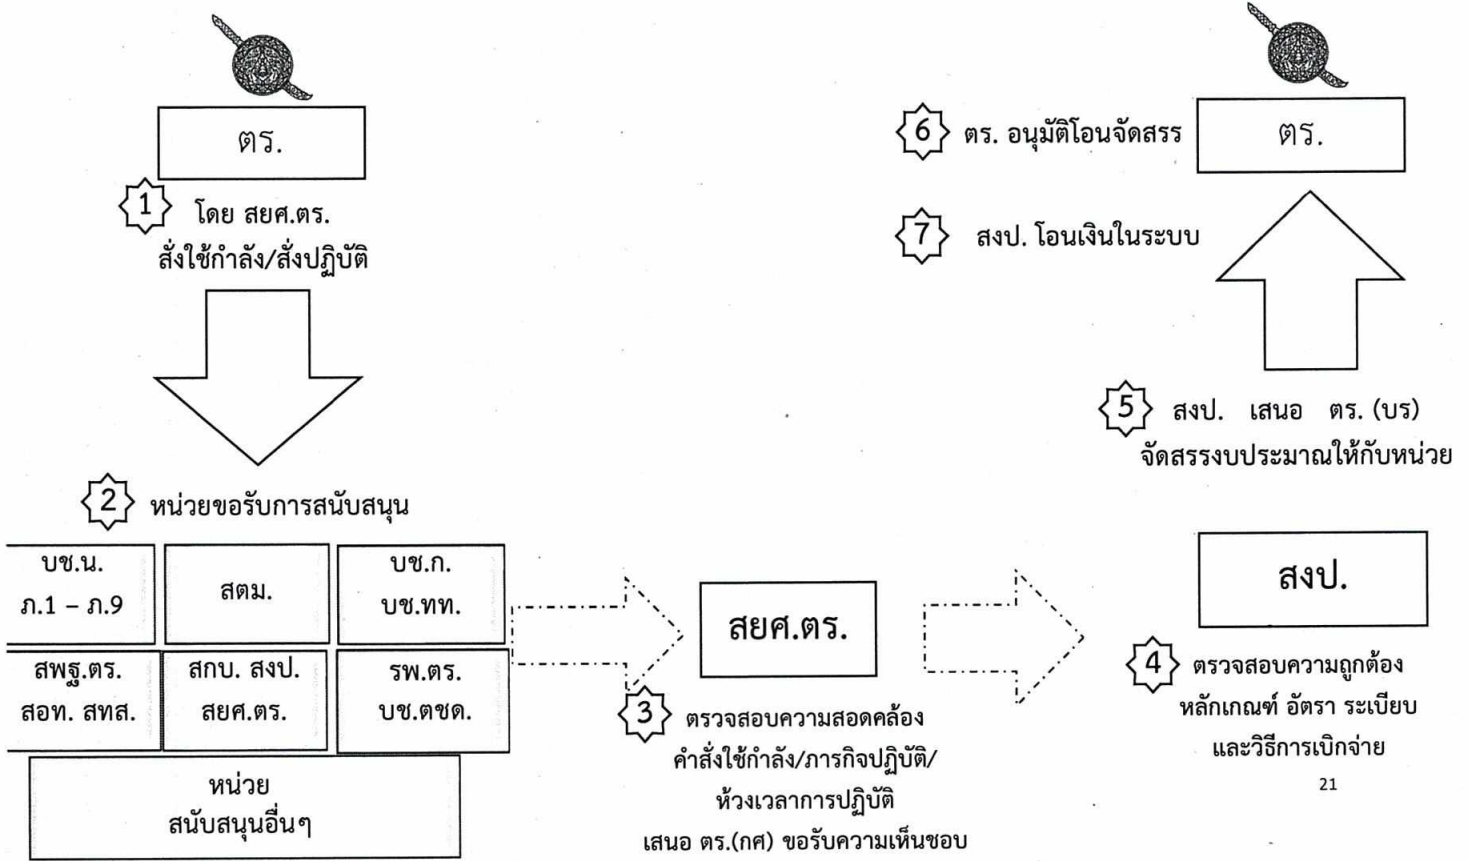 ตร.
1
โดย สยศ.ตร.
สั่งใช้กำลัง/สั่งปฏิบัติ
2
หน่วยขอรับการสนับสนุน
บช.น.
ภ.1 – ภ.9
สตม.
บช.ก.
บช.ทท.
สพฐ.ตร.
สอท. สทส.
สกบ. สงป.
สยศ.ตร.
รพ.ตร.
บช.ตชด.
หน่วย
สนับสนุนอื่นๆ
สยศ.ตร.
3
ตรวจสอบความสอดคล้อง
คำสั่งใช้กำลัง/ภารกิจปฏิบัติ/
ห้วงเวลาการปฏิบัติ
เสนอ ตร.(กศ) ขอรับความเห็นชอบ
สงป.
4
ตรวจสอบความถูกต้อง
หลักเกณฑ์ อัตรา ระเบียบ
และวิธีการเบิกจ่าย
5
สงป. เสนอ ตร. (บร)
จัดสรรงบประมาณให้กับหน่วย
6
ตร. อนุมัติโอนจัดสรร
ตร.
7
สงป. โอนเงินในระบบ
21